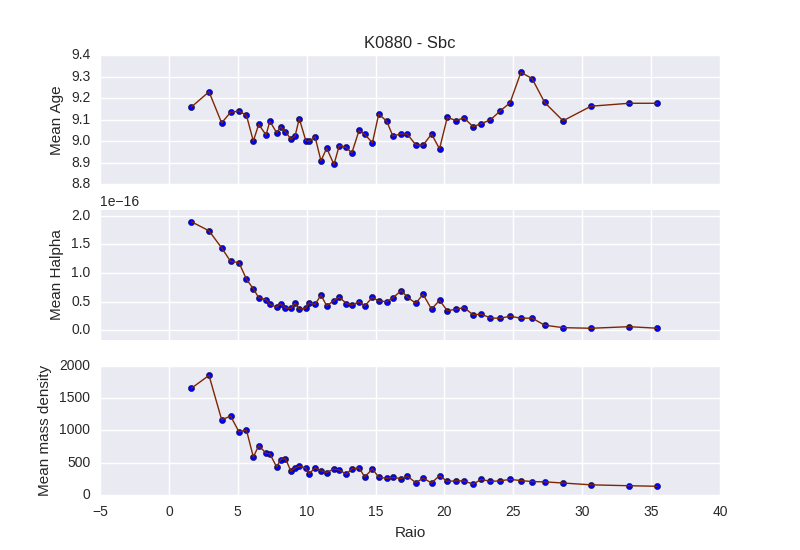 K0880 - Sbc
Mean Age
9.4
9.3
9.2
9.1
9.0
8.9
8.8
1e−16
Mean Halpha
2.0
1.5
1.0
0.5
0.0
Mean mass density
2000
1500
1000
500
0
−5 0 5 10 15 20 25 30 35 40
Raio